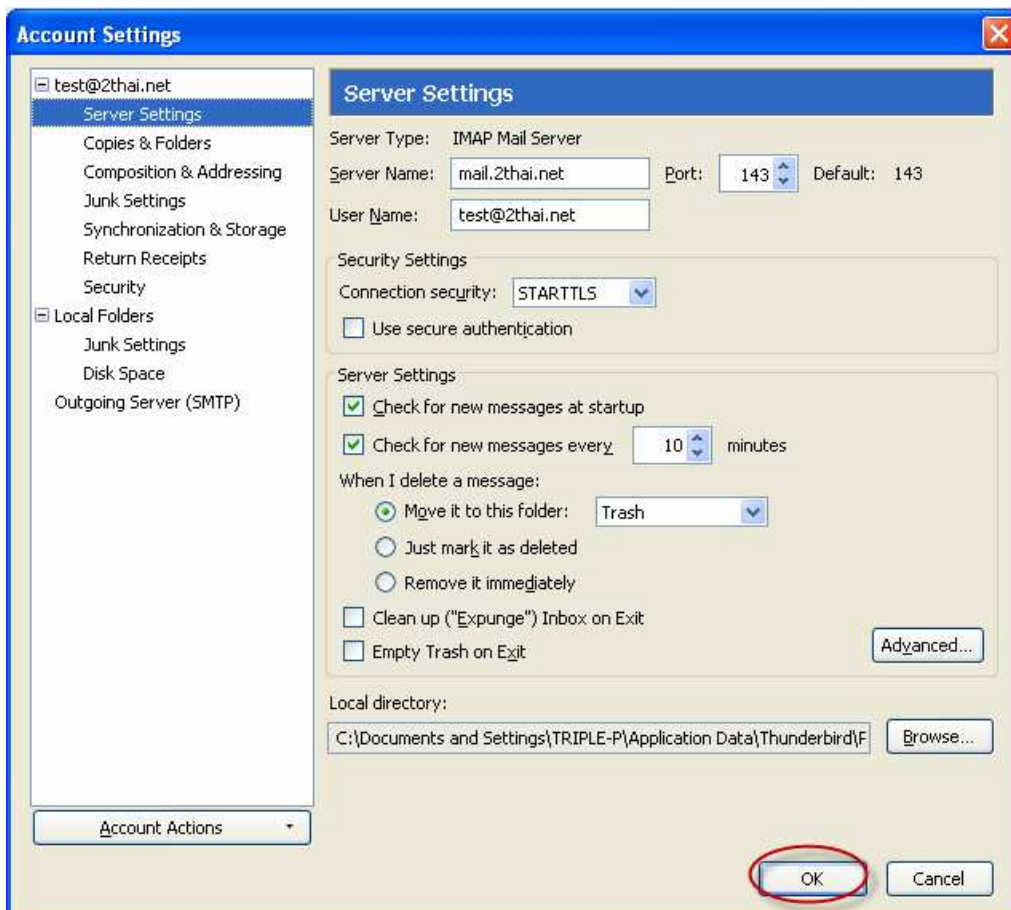 Account Settings
test@2thai.net
Server Settings
Copies & Folders
Composition & Addressing
Junk Settings
Synchronization & Storage
Return Receipts
Security
Local Folders
Junk Settings
Disk Space
Outgoing Server (SMTP)
Account Actions
Server Settings
Server Type: IMAP Mail Server
Server Name: mail.2thai.net Port: 143 Default: 143
User Name: test@2thai.net
Security Settings
Connection security: STARTTLS
Use secure authentication
Server Settings
Check for new messages at startup
Check for new messages every 10 minutes
When I delete a message:
Move it to this folder: Trash
Just mark it as deleted
Remove it immediately
Clean up ("Expunge") Inbox on Exit
Empty Trash on Exit
Advanced...
Local directory:
C:\Documents and Settings\TRIPLE-P\Application Data\Thunderbird\F Browse...
OK Cancel